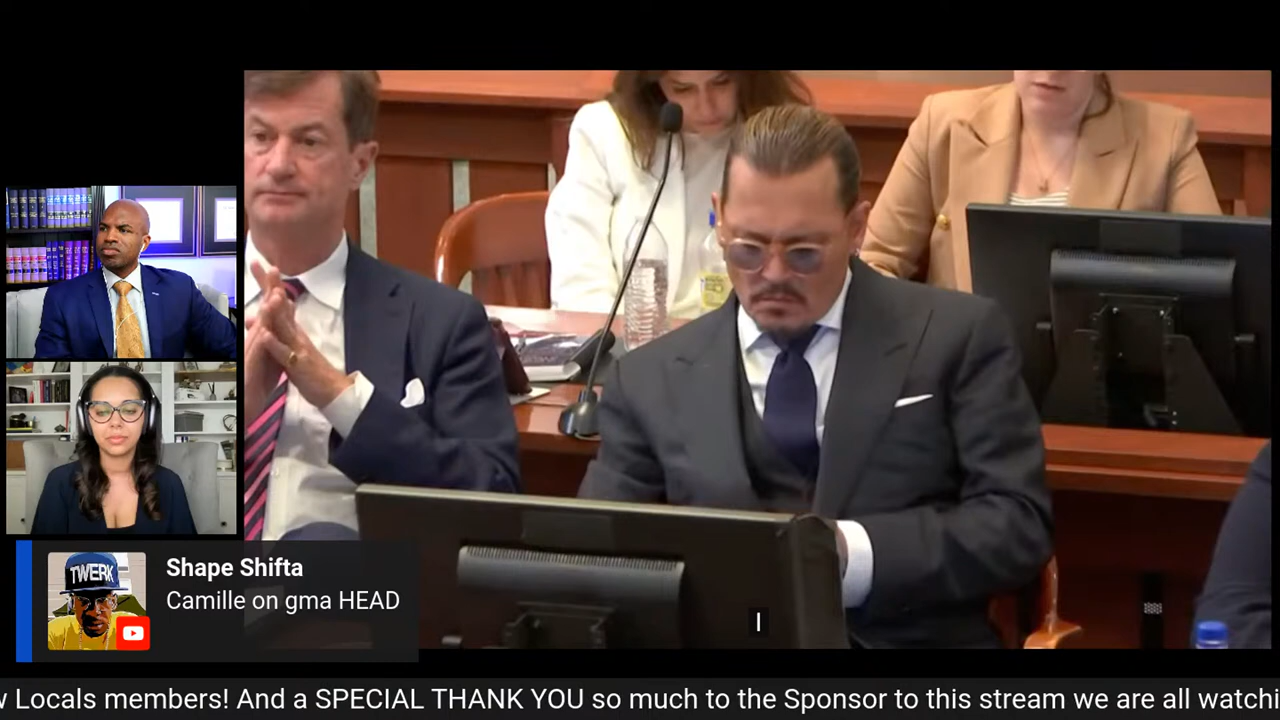 TWERK
Shape Shifta
Camille on gma HEAD
w Locals members! And a SPECIAL THANK YOU so much to the Sponsor to this stream we are all watchi